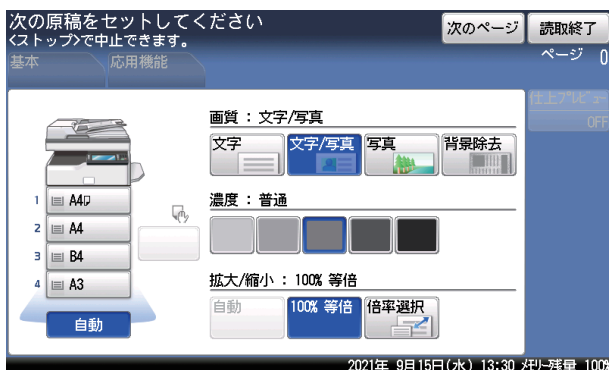 次の原稿をセットしてください
<ストップ>で中止できます。
次のページ
読取終了
ページ 0
基本
応用機能
仕上プレビュー
OFF
画質：文字/写真
文字
文字/写真
写真
背景除去
濃度：普通
1 A4
2 A4
3 B4
4 A3
自動
拡大/縮小：100% 等倍
自動
100% 等倍
倍率選択
2021年 9月15日(水) 13:30 メモリー残量 100%